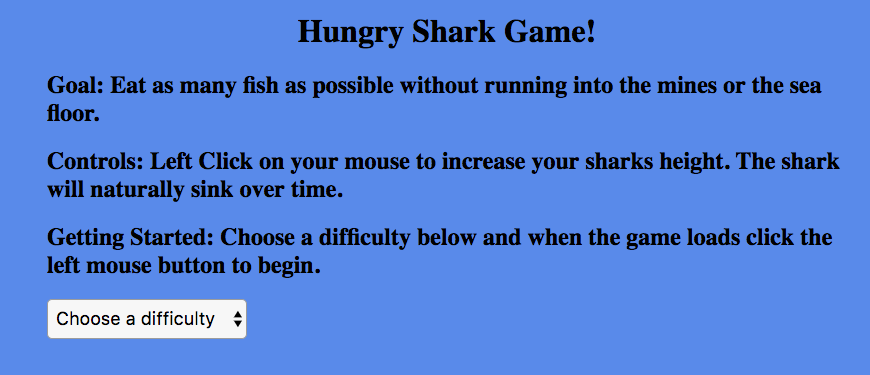 Hungry Shark Game!
Goal: Eat as many fish as possible without running into the mines or the sea
floor.
Controls: Left Click on your mouse to increase your sharks height. The shark
will naturally sink over time.
Getting Started: Choose a difficulty below and when the game loads click the
left mouse button to begin.
Choose a difficulty